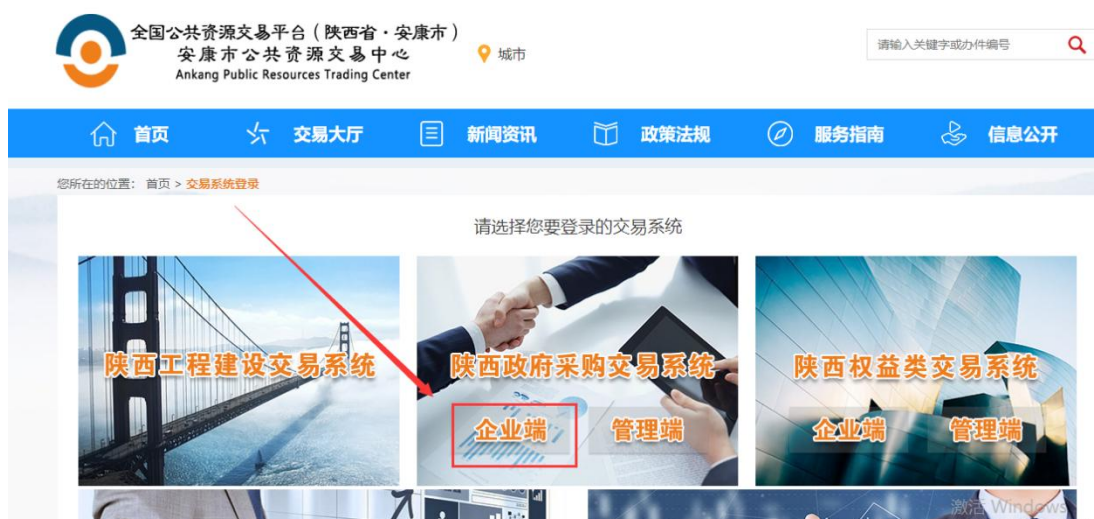 全国公共资源交易平台（陕西省·安康市）
安康市公共资源交易中心
Ankang Public Resources Trading Center
城市
请输入关键字或办件编号
首页
交易大厅
新闻资讯
政策法规
服务指南
信息公开
您所在的位置： 首页 > 交易系统登录
请选择您要登录的交易系统
陕西工程建设交易系统
陕西政府采购交易系统
企业端
管理端
陕西权益类交易系统
企业端
管理端
激活 Windows